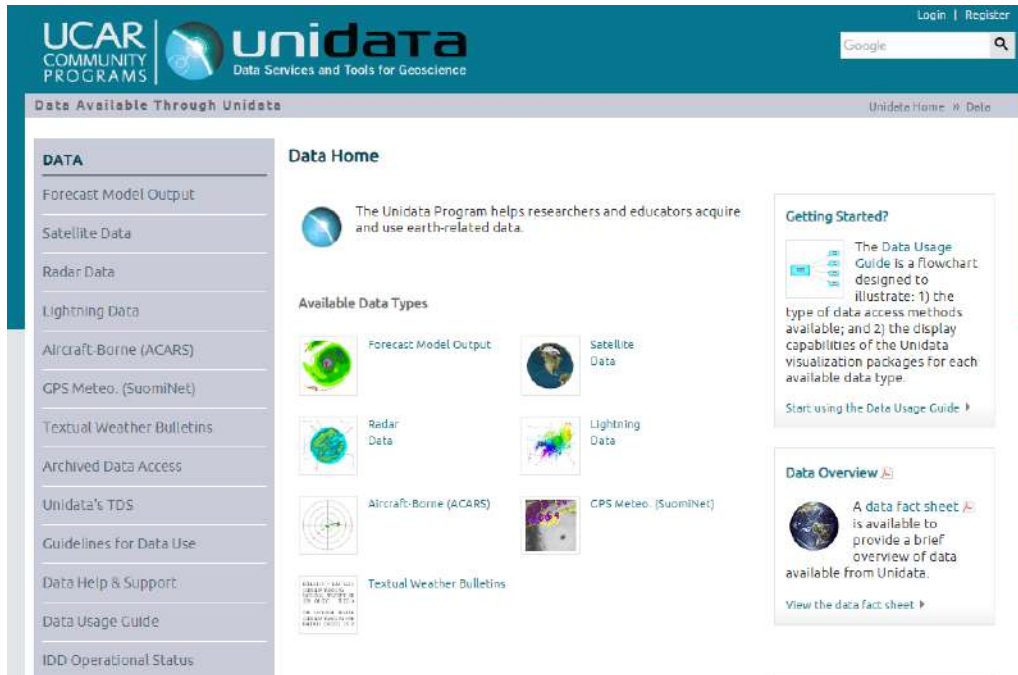 Login | Register
UCAR
COMMUNITY
PROGRAMS
unidata
Data Services and Tools for Geoscience
Google
Data Available Through Unidata
Unidata Home » Data
DATA
Forecast Model Output
Satellite Data
Radar Data
Lightning Data
Aircraft-Borne (ACARS)
GPS Meteo. (SuomiNet)
Textual Weather Bulletins
Archived Data Access
Unidata's TDS
Guidelines for Data Use
Data Help & Support
Data Usage Guide
IDD Operational Status
Data Home
The Unidata Program helps researchers and educators acquire
and use earth-related data.
Available Data Types
Forecast Model Output
Satellite
Data
Radar
Data
Lightning
Data
Aircraft-Borne (ACARS)
GPS Meteo. (SuomiNet)
Textual Weather Bulletins
Getting Started?
The Data Usage
Guide is a flowchart
designed to
illustrate: 1) the
type of data access methods
available; and 2) the display
capabilities of the Unidata
visualization packages for each
available data type.
Start using the Data Usage Guide
Data Overview
A data fact sheet
is available to
provide a brief
overview of data
available from Unidata.
View the data fact sheet